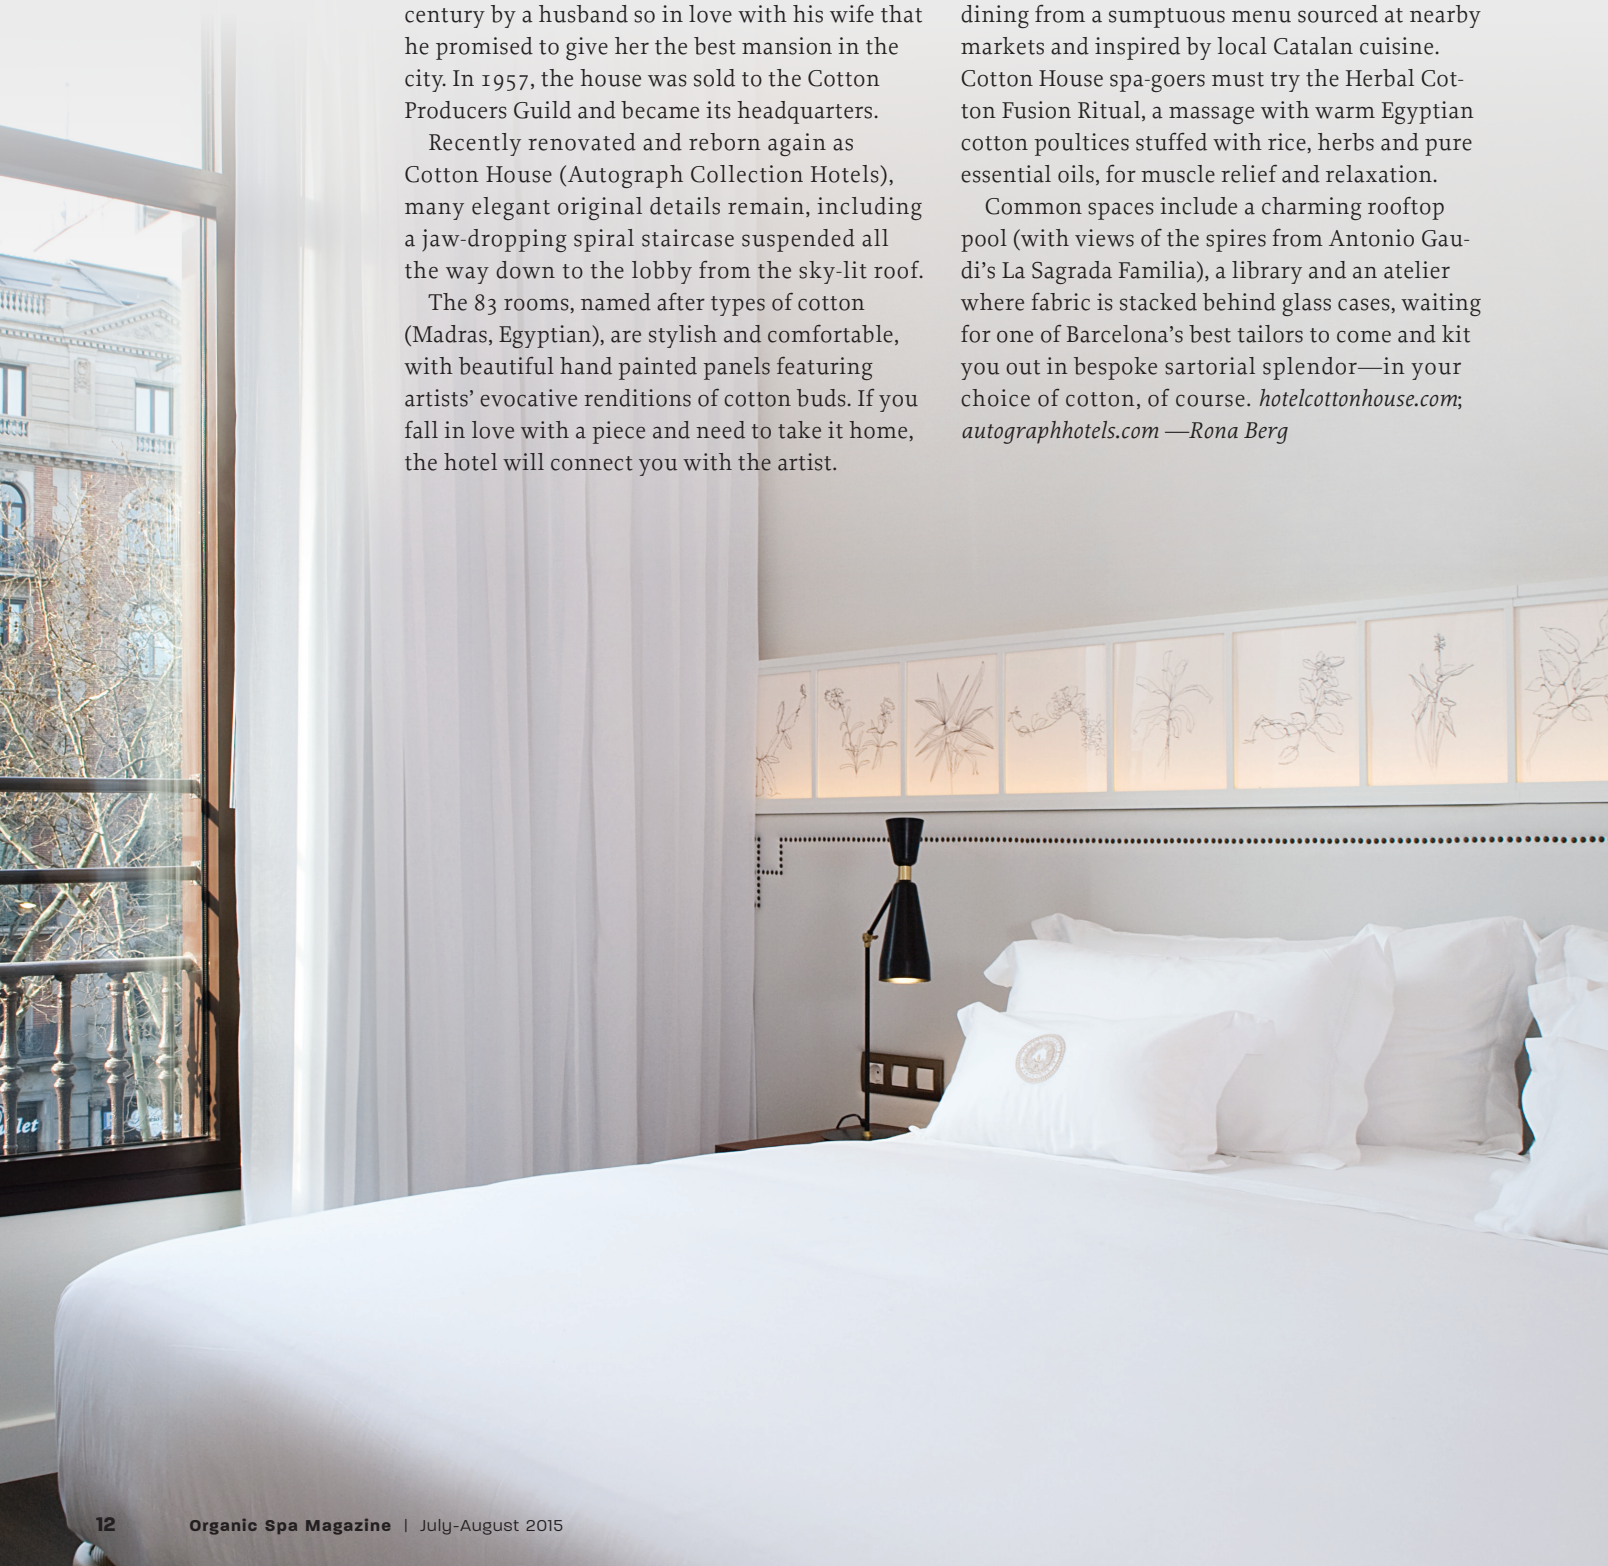 century by a husband so in love with his wife that
he promised to give her the best mansion in the
city. In 1957, the house was sold to the Cotton
Producers Guild and became its headquarters.
Recently renovated and reborn again as
Cotton House (Autograph Collection Hotels),
many elegant original details remain, including
a jaw-dropping spiral staircase suspended all
the way down to the lobby from the sky-lit roof.
The 83 rooms, named after types of cotton
(Madras, Egyptian), are stylish and comfortable,
with beautiful hand painted panels featuring
artists’ evocative renditions of cotton buds. If you
fall in love with a piece and need to take it home,
the hotel will connect you with the artist.
dining from a sumptuous menu sourced at nearby
markets and inspired by local Catalan cuisine.
Cotton House spa-goers must try the Herbal Cot-
ton Fusion Ritual, a massage with warm Egyptian
cotton poultices stuffed with rice, herbs and pure
essential oils, for muscle relief and relaxation.
Common spaces include a charming rooftop
pool (with views of the spires from Antonio Gau-
di’s La Sagrada Familia), a library and an atelier
where fabric is stacked behind glass cases, waiting
for one of Barcelona’s best tailors to come and kit
you out in bespoke sartorial splendor—in your
choice of cotton, of course. hotelcottonhouse.com;
autographhotels.com —Rona Berg
12 Organic Spa Magazine | July-August 2015